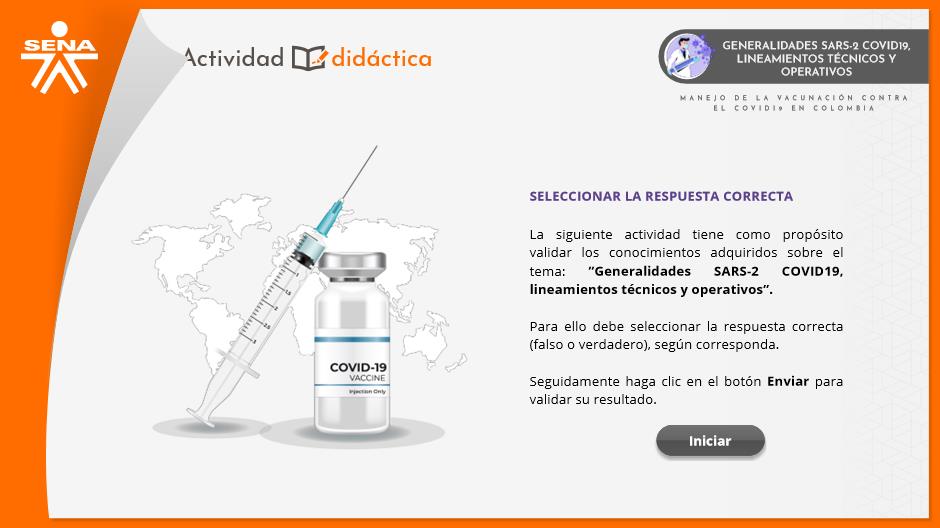 SENA
Actividad didáctica
GENERALIDADES SARS-2 COVID19,
LINEAMIENTOS TÉCNICOS Y
OPERATIVOS
MANEJO DE LA VACUNACIÓN CONTRA
EL COVID19 EN COLOMBIA
COVID-19
VACCINE
Injection Only
SELECCIONAR LA RESPUESTA CORRECTA
La siguiente actividad tiene como propósito
validar los conocimientos adquiridos sobre el
tema: “Generalidades SARS-2 COVID19,
lineamientos técnicos y operativos”.
Para ello debe seleccionar la respuesta correcta
(falso o verdadero), según corresponda.
Seguidamente haga clic en el botón Enviar para
validar su resultado.
Iniciar